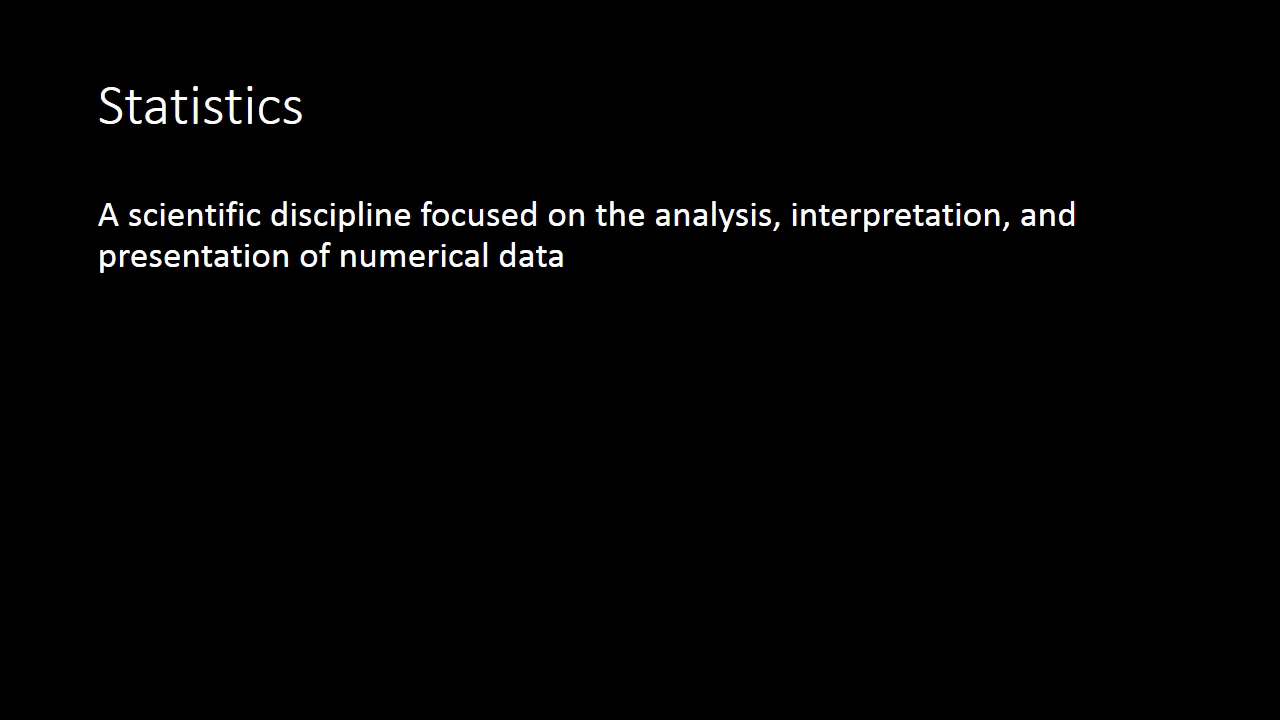 Statistics
A scientific discipline focused on the analysis, interpretation, and
presentation of numerical data